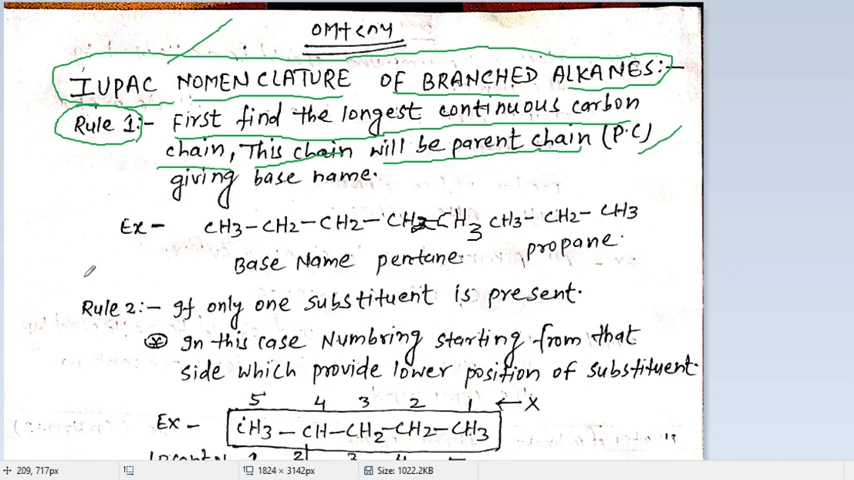 OM+cny
IUPAC NOMENCLATURE OF BRANCHED ALKANES:-
Rule 1:- First find the longest continuous carbon
chain, This chain will be parent chain (P.C)
giving base name.
Ex- CH3-CH2-CH2-CH2-CH3 CH3-CH2-CH3
Base Name pentane propane.
Rule 2:- If only one substituent is present.
In this case Numbring starting from that
side which provide lower position of substituent.
5 4 3 2 1 ←X
Ex- CH3-CH-CH2-CH2-CH3
209, 717px 1824 × 3142px Size: 1022.2KB